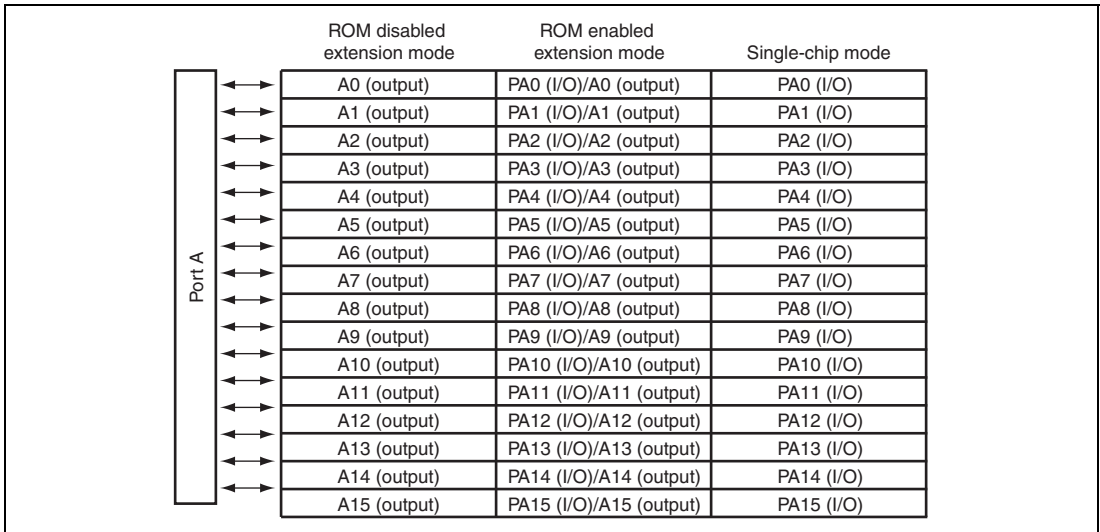 ROM disabled extension mode ROM enabled extension mode Single-chip mode
Port A
A0 (output) PA0 (I/O)/A0 (output) PA0 (I/O)
A1 (output) PA1 (I/O)/A1 (output) PA1 (I/O)
A2 (output) PA2 (I/O)/A2 (output) PA2 (I/O)
A3 (output) PA3 (I/O)/A3 (output) PA3 (I/O)
A4 (output) PA4 (I/O)/A4 (output) PA4 (I/O)
A5 (output) PA5 (I/O)/A5 (output) PA5 (I/O)
A6 (output) PA6 (I/O)/A6 (output) PA6 (I/O)
A7 (output) PA7 (I/O)/A7 (output) PA7 (I/O)
A8 (output) PA8 (I/O)/A8 (output) PA8 (I/O)
A9 (output) PA9 (I/O)/A9 (output) PA9 (I/O)
A10 (output) PA10 (I/O)/A10 (output) PA10 (I/O)
A11 (output) PA11 (I/O)/A11 (output) PA11 (I/O)
A12 (output) PA12 (I/O)/A12 (output) PA12 (I/O)
A13 (output) PA13 (I/O)/A13 (output) PA13 (I/O)
A14 (output) PA14 (I/O)/A14 (output) PA14 (I/O)
A15 (output) PA15 (I/O)/A15 (output) PA15 (I/O)